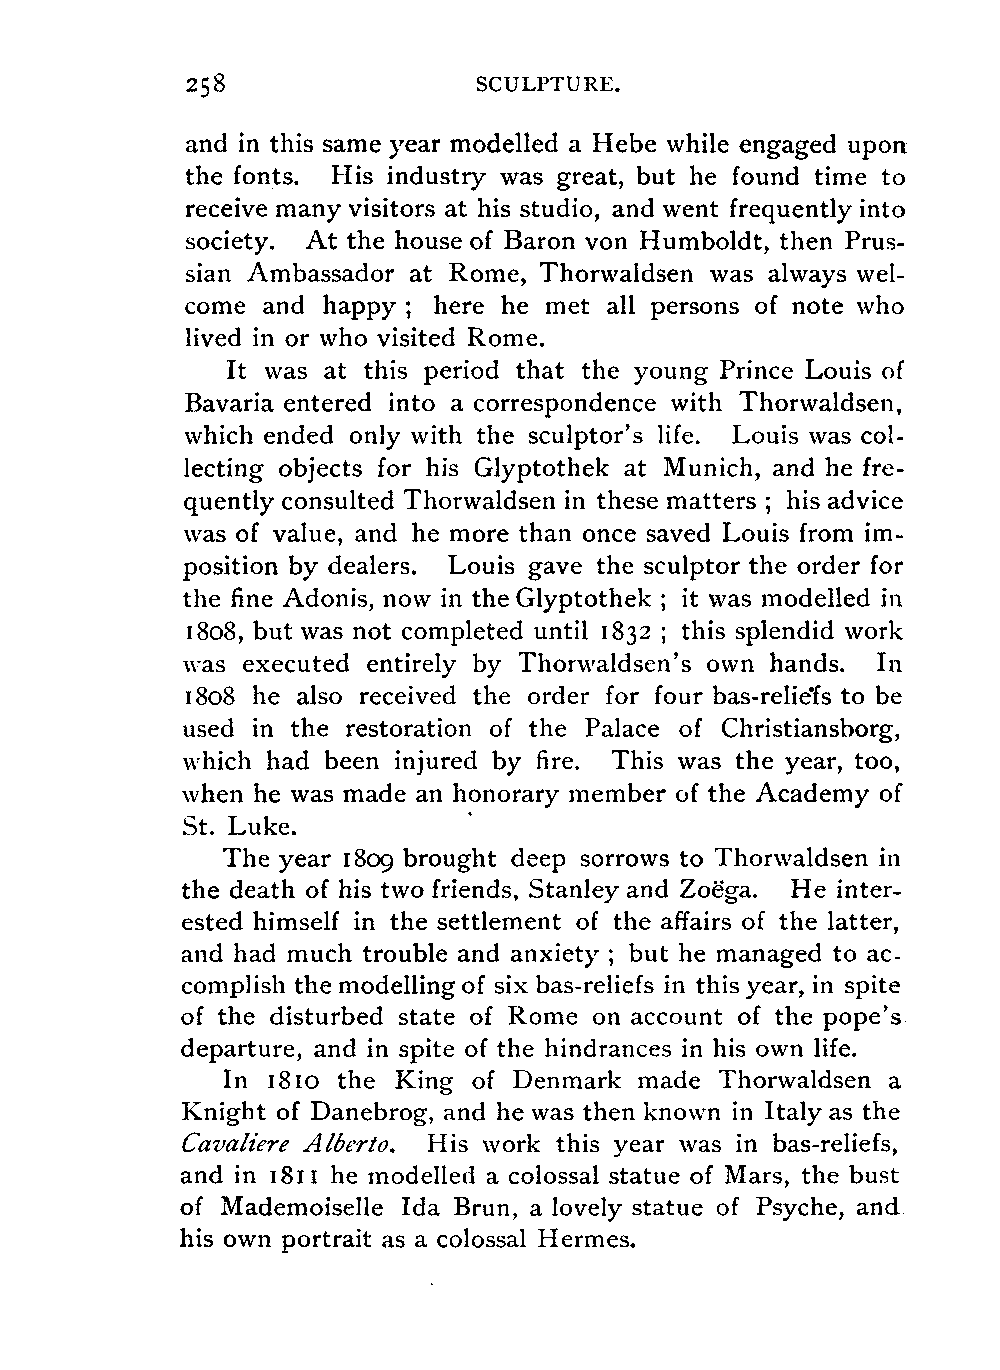 258 SCULPTURE.
and in this same year modelled a Hebe while engaged upon
the fonts. His industry was great, but he found time to
receive many visitors at his studio, and went frequently into
society. At the house of Baron von Humboldt, then Prus-
sian Ambassador at Rome, Thorwaldsen was always wel-
come and happy ; here he met all persons of note who
lived in or who visited Rome.
It was at this period that the young Prince Louis of
Bavaria entered into a correspondence with Thorwaldsen,
which ended only with the sculptor's life. Louis was col-
lecting objects for his Glyptothek at Munich, and he fre-
quently consulted Thorwaldsen in these matters ; his advice
was of value, and he more than once saved Louis from im-
position by dealers. Louis gave the sculptor the order for
the fine Adonis, now in the Glyptothek ; it was modelled in
1808, but was not completed until 1832 ; this splendid work
was executed entirely by Thorwaldsen's own hands. In
1808 he also received the order for four bas-reliefs to be
used in the restoration of the Palace of Christiansborg,
which had been injured by fire. This was the year, too,
when he was made an honorary member of the Academy of
St. Luke.
The year 1809 brought deep sorrows to Thorwaldsen in
the death of his two friends, Stanley and Zoëga. He inter-
ested himself in the settlement of the affairs of the latter,
and had much trouble and anxiety ; but he managed to ac-
complish the modelling of six bas-reliefs in this year, in spite
of the disturbed state of Rome on account of the pope's
departure, and in spite of the hindrances in his own life.
In 1810 the King of Denmark made Thorwaldsen a
Knight of Danebrog, and he was then known in Italy as the
Cavaliere Alberto. His work this year was in bas-reliefs,
and in 1811 he modelled a colossal statue of Mars, the bust
of Mademoiselle Ida Brun, a lovely statue of Psyche, and
his own portrait as a colossal Hermes.